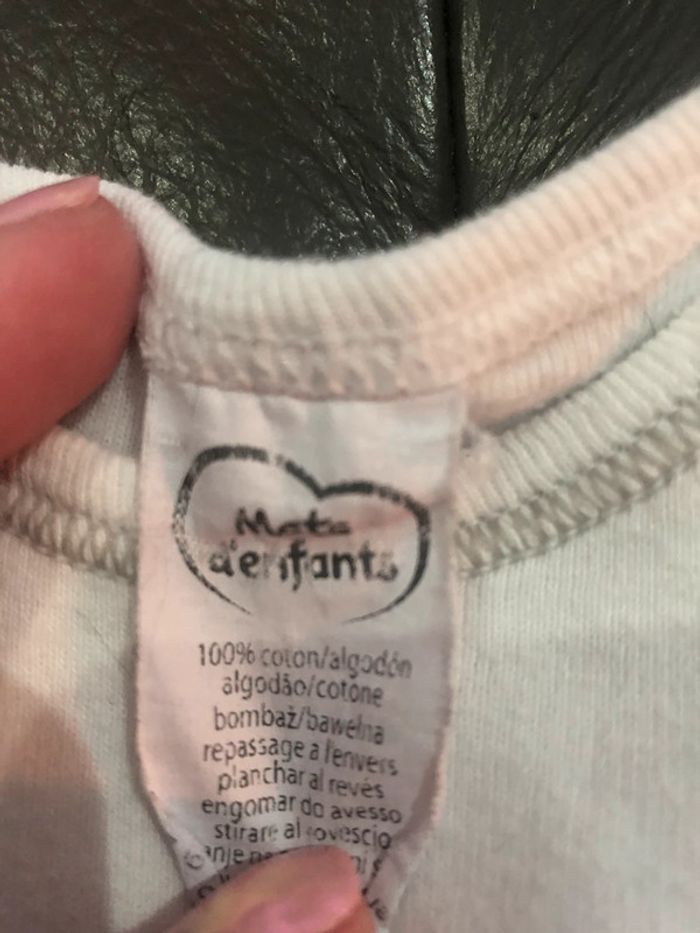 Mots
d'enfants
100% coton/algodón
algodão/cotone
bombaž/bawełna
repassage a l'envers
planchar al revés
engomar do avesso
stirare al rovescio